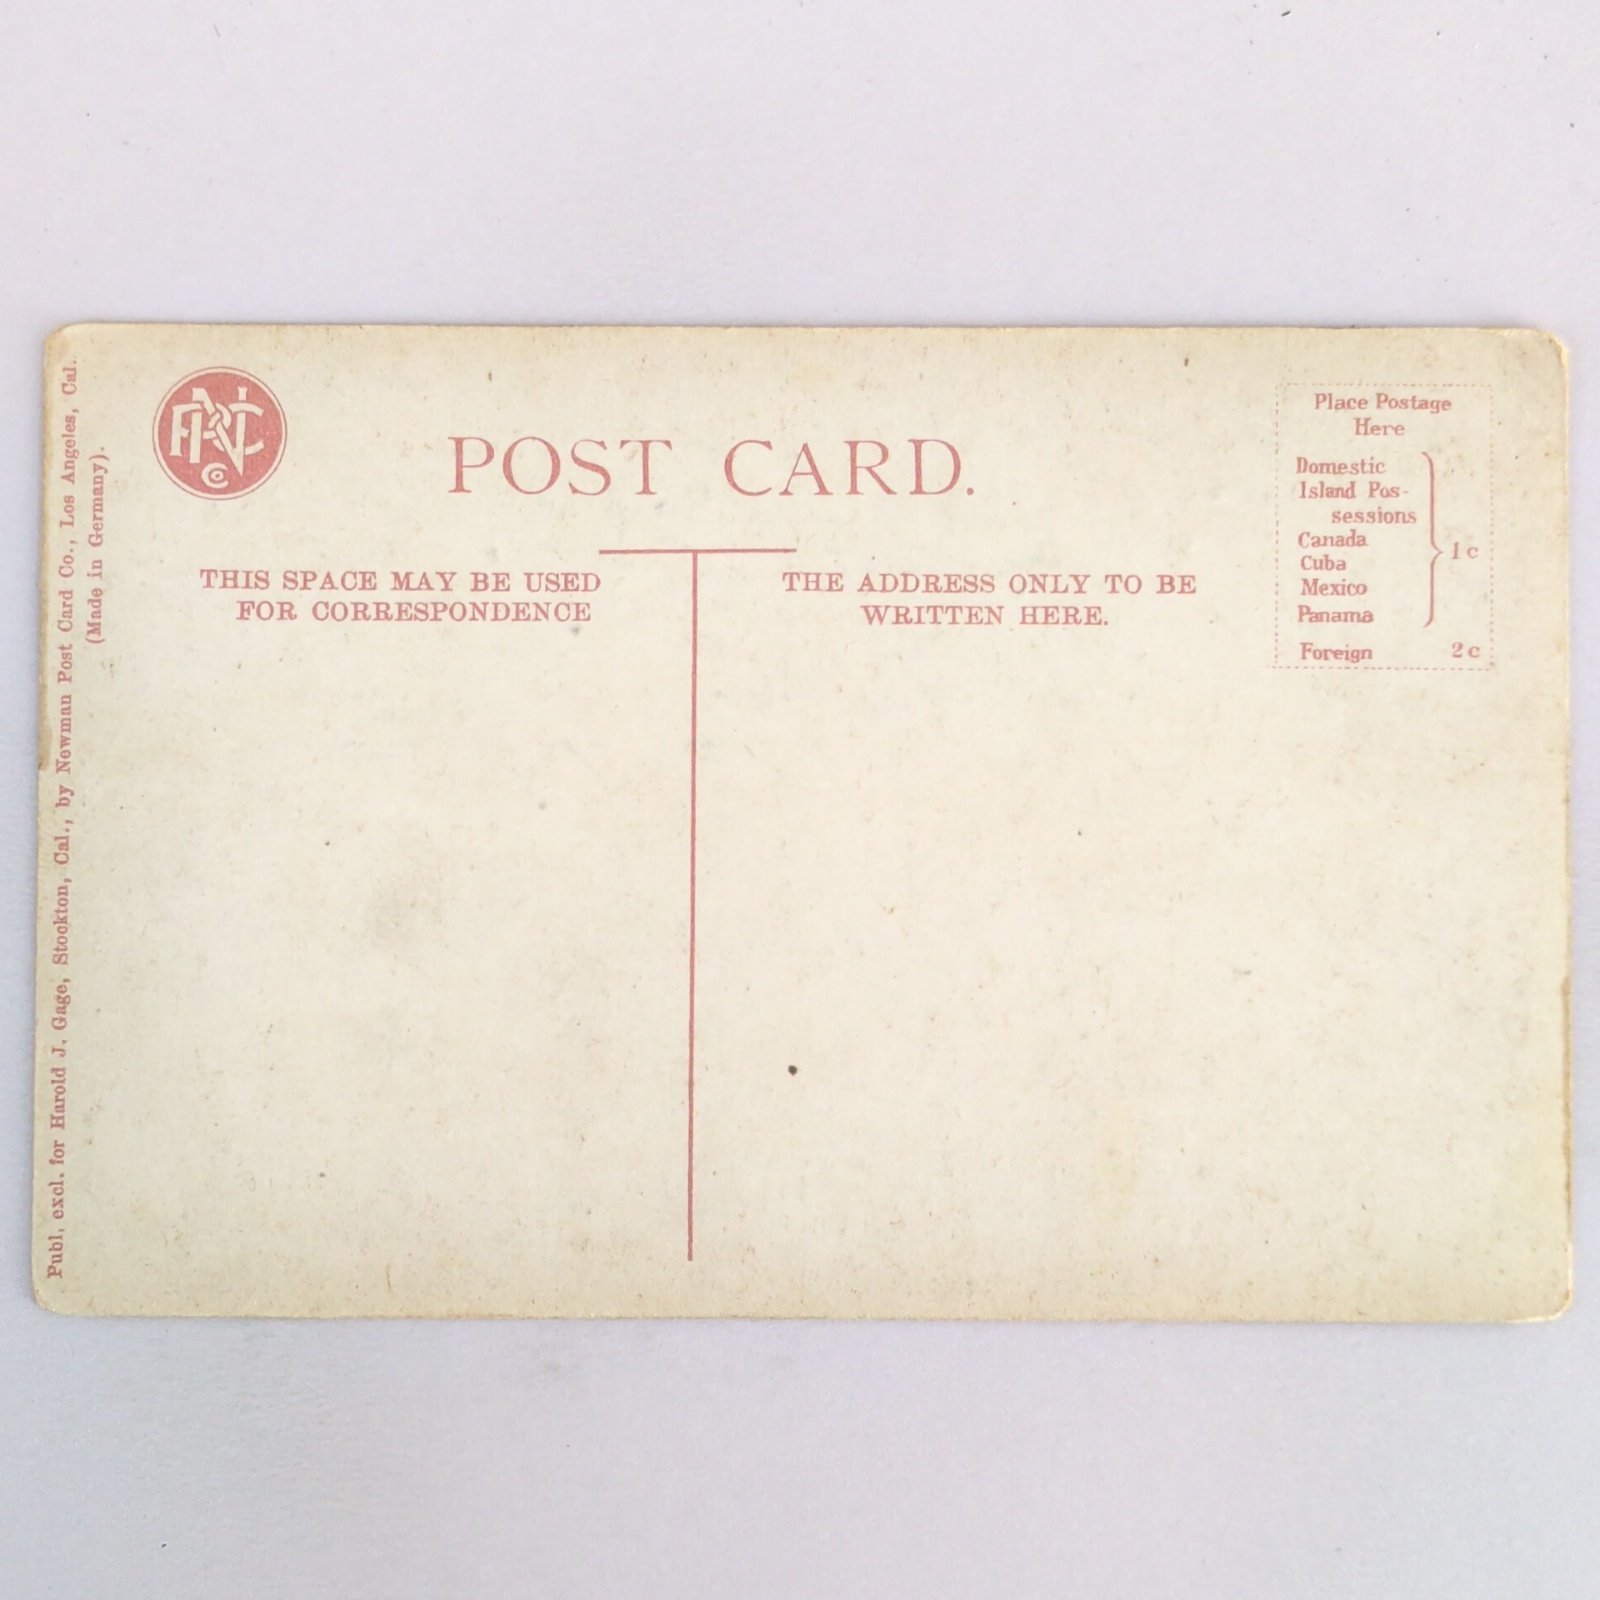 Publ. excl. for Harold J. Gage, Stockton, Cal., by Newman Post Card Co., Los Angeles, Cal.
(Made in Germany).
POST CARD.
THIS SPACE MAY BE USED
FOR CORRESPONDENCE
THE ADDRESS ONLY TO BE
WRITTEN HERE.
Place Postage
Here
Domestic
Island Pos-
sessions
Canada
Cuba
Mexico
Panama
1c
Foreign 2c